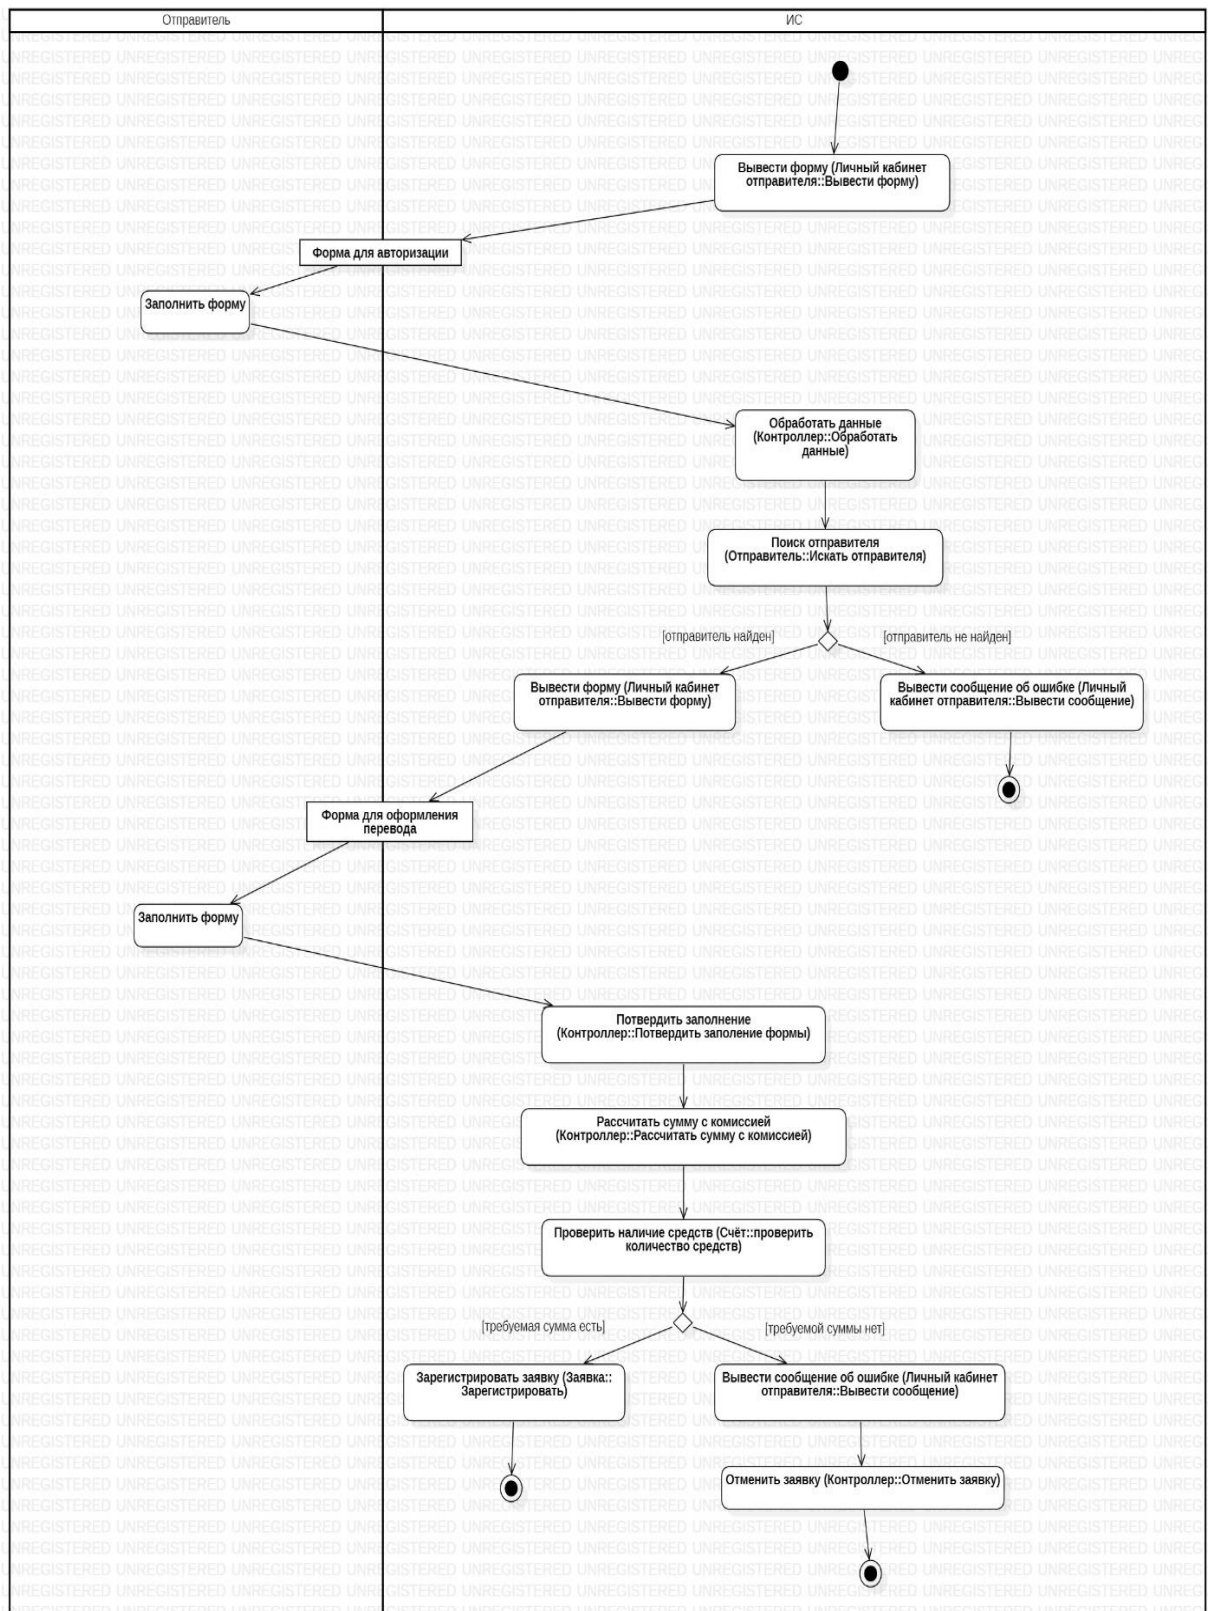 Отправитель
ИС
Вывести форму (Личный кабинет
отправителя::Вывести форму)
Форма для авторизации
Заполнить форму
Обработать данные
(Контроллер::Обработать
данные)
Поиск отправителя
(Отправитель::Искать отправителя)
[отправитель найден]
[отправитель не найден]
Вывести форму (Личный кабинет
отправителя::Вывести форму)
Вывести сообщение об ошибке (Личный
кабинет отправителя::Вывести сообщение)
Форма для оформления
перевода
Заполнить форму
Потвердить заполнение
(Контроллер::Потвердить заполение формы)
Рассчитать сумму с комиссией
(Контроллер::Рассчитать сумму с комиссией)
Проверить наличие средств (Счёт::проверить
количество средств)
[требуемая сумма есть]
[требуемой суммы нет]
Зарегистрировать заявку (Заявка::
Зарегистрировать)
Вывести сообщение об ошибке (Личный кабинет
отправителя::Вывести сообщение)
Отменить заявку (Контроллер::Отменить заявку)